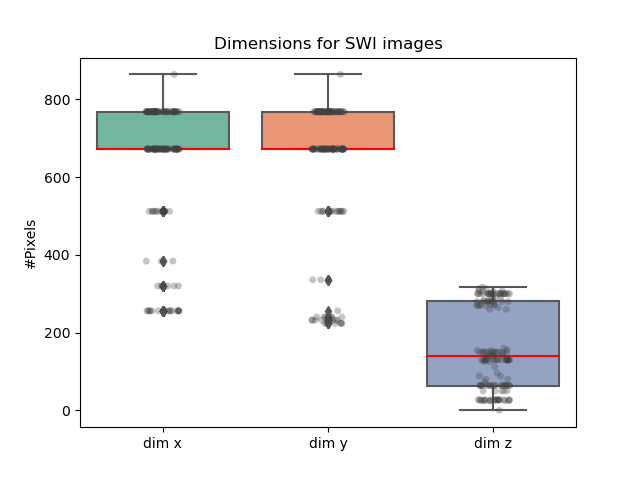 Dimensions for SWI images
#Pixels
800
600
400
200
0
dim x
dim y
dim z